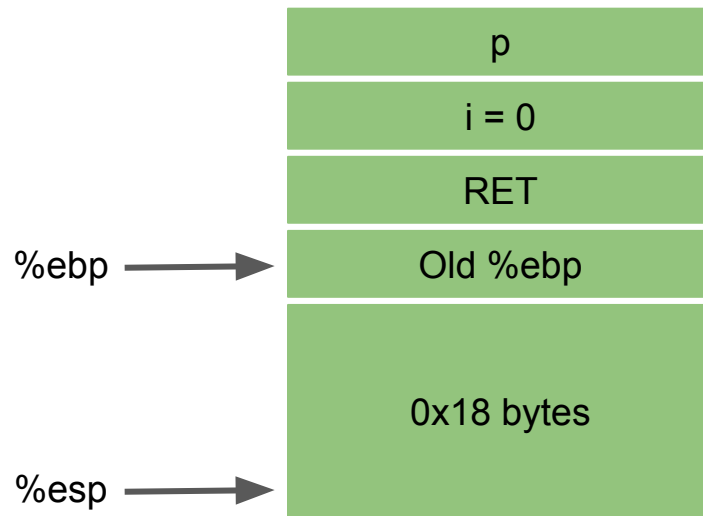 p
i = 0
RET
%ebp
Old %ebp
0x18 bytes
%esp